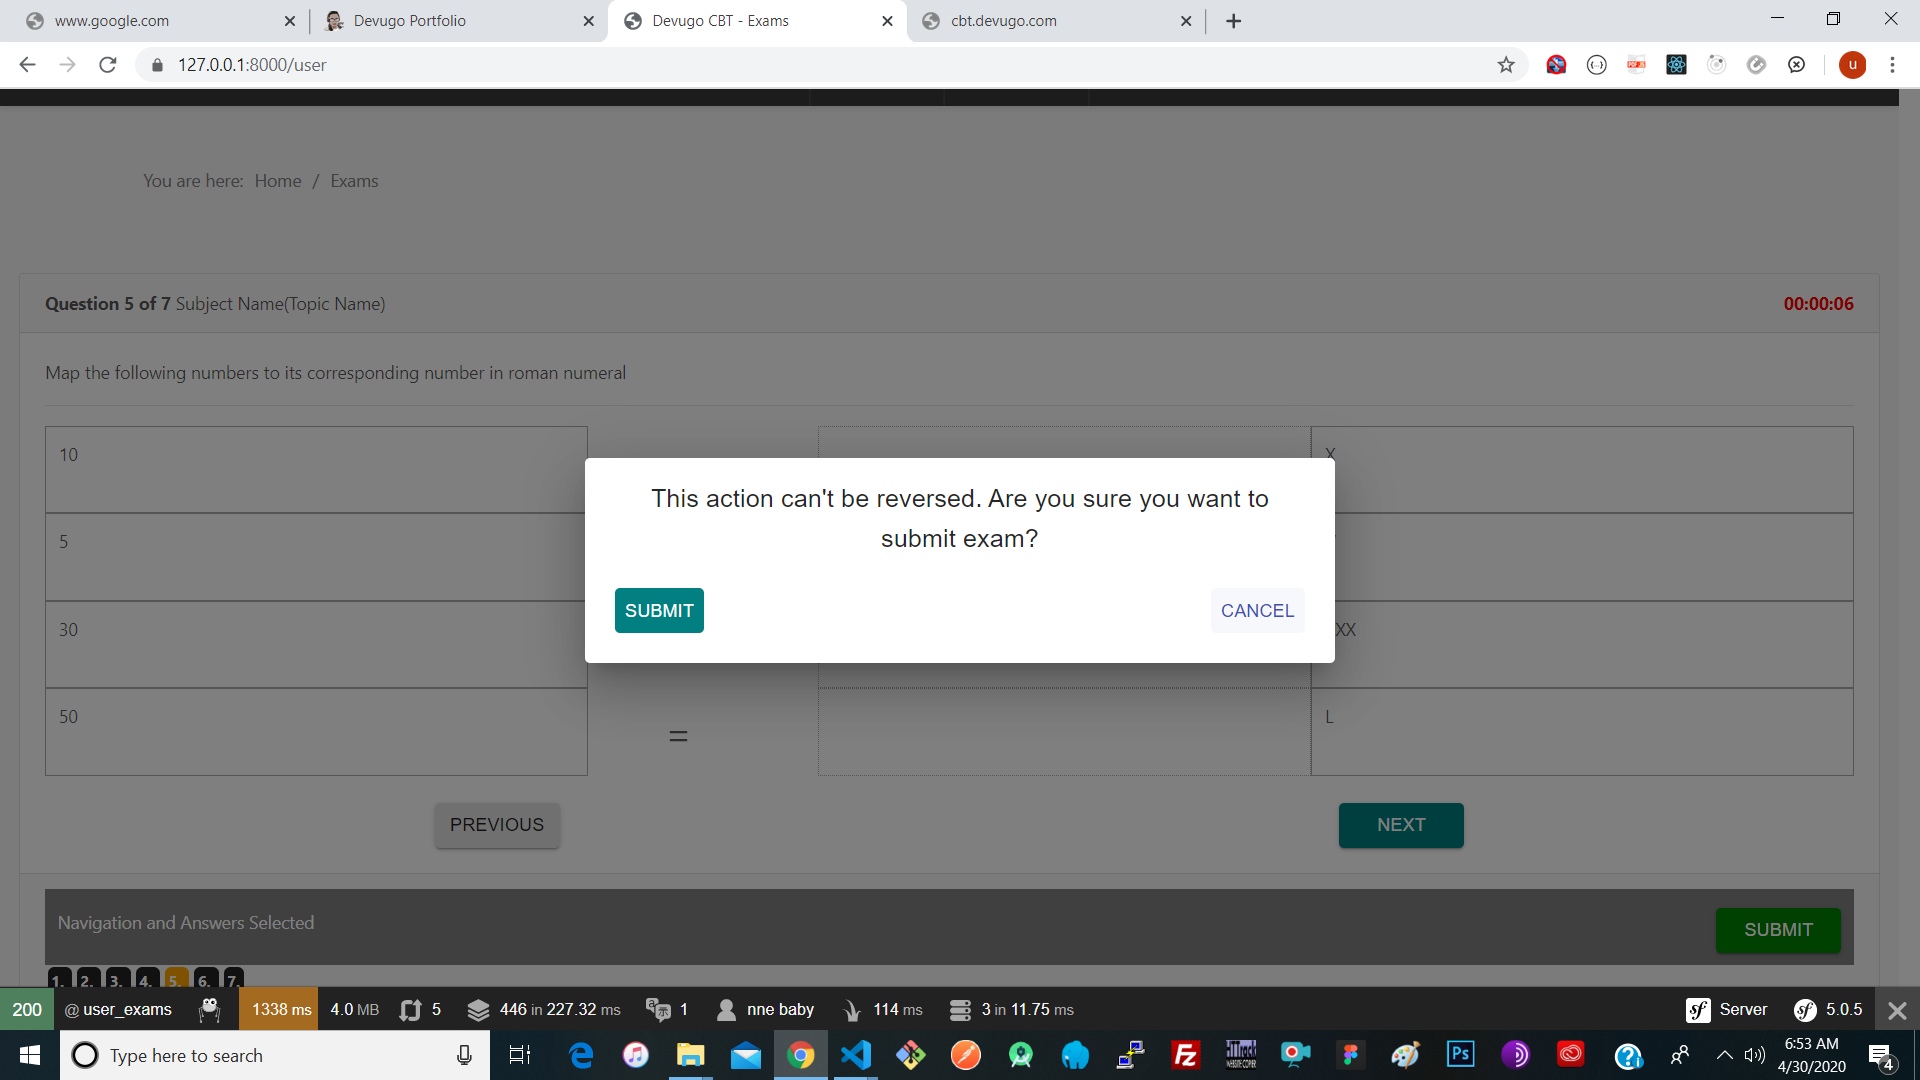 www.google.com
Devugo Portfolio
Devugo CBT - Exams
cbt.devugo.com
127.0.0.1:8000/user
u
You are here: Home / Exams
Question 5 of 7 Subject Name(Topic Name)
00:00:06
Map the following numbers to its corresponding number in roman numeral
10
X
This action can't be reversed. Are you sure you want to
submit exam?
5
SUBMIT
CANCEL
30
XX
50
=
L
PREVIOUS
NEXT
Navigation and Answers Selected
SUBMIT
1. 2. 3. 4. 5. 6. 7.
200 @ user_exams 1338 ms 4.0 MB 5 446 in 227.32 ms 1 nne baby 114 ms 3 in 11.75 ms sf Server sf 5.0.5
Type here to search
Ps
Fz
6:53 AM
4/30/2020
4